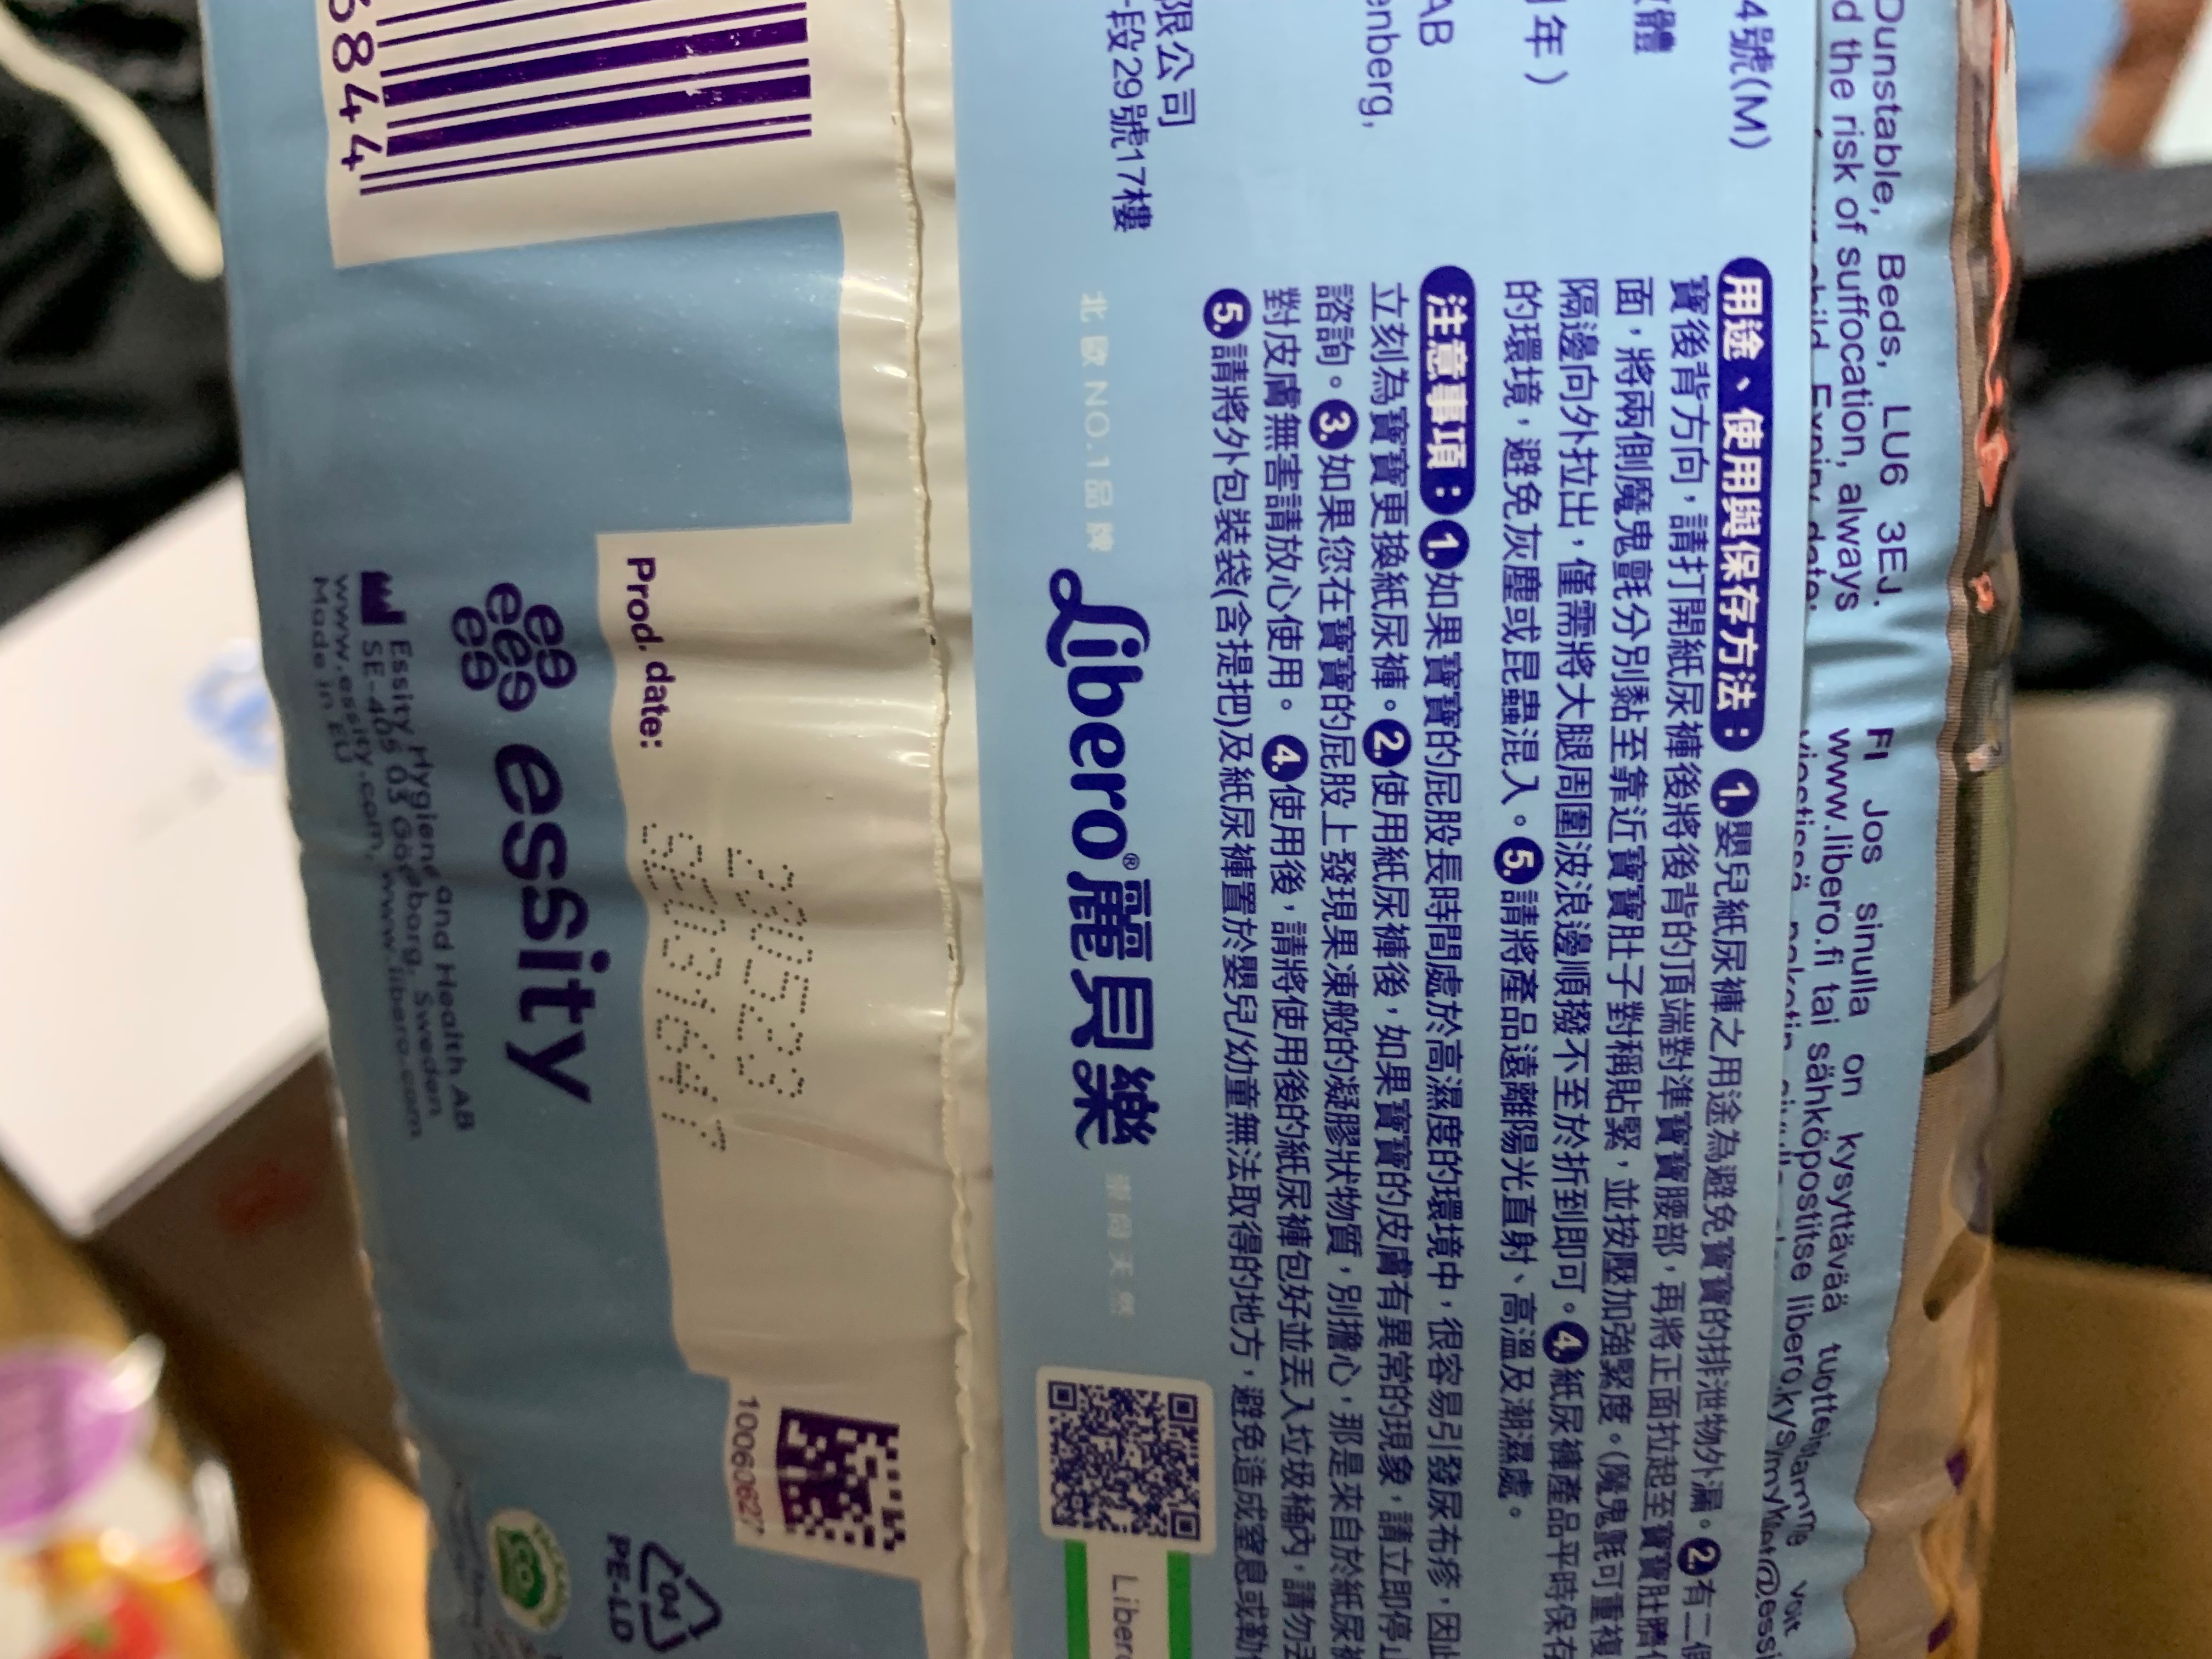 Dunstable, Beds, LU6 3EJ.
d the risk of suffocation, always
FI Jos sinulla on kysyttävää
www.libero.fi tai sähköpostitse
4號(M)
體
年)
AB
enberg,
限公司
段29號17樓
用途、使用與保存方法：1.嬰兒紙尿褲之用途為避免寶寶的排泄物外漏。2.有二個
寶後背方向，請打開紙尿褲後將後背的頂端對準寶寶腰部，再將正面拉起至寶寶肚臍
面，將兩側魔鬼氈分別黏至靠近寶寶肚子對稱貼緊，並按壓加強緊度。(魔鬼氈可重複
隔邊向外拉出，僅需將大腿周圍波浪邊順撥不至於折到即可。4.紙尿褲產品平時保存
的環境，避免灰塵或昆蟲混入。5.請將產品遠離陽光直射、高溫及潮濕處。
注意事項：1.如果寶寶的屁股長時間處於高濕度的環境中，很容易引發尿布疹，因此
立刻為寶寶更換紙尿褲。2.使用紙尿褲後，如果寶寶的皮膚有異常的現象，請立即停止
諮詢。3.如果您在寶寶的屁股上發現果凍般的凝膠狀物質，別擔心，那是來自於紙尿褲
對皮膚無害請放心使用。4.使用後，請將使用後的紙尿褲包好並丟入垃圾桶內，請勿丟
5.請將外包裝袋(含提把)及紙尿褲置於嬰兒/幼童無法取得的地方，避免造成窒息或勒
北歐NO.1品牌 Libero®麗貝樂
Libero
6844
Prod. date:
essity
Essity Hygiene and Health AB
SE-405 03 Göteborg, Sweden
www.essity.com, www.libero.com
Made in EU
10060627
04
PE-LD